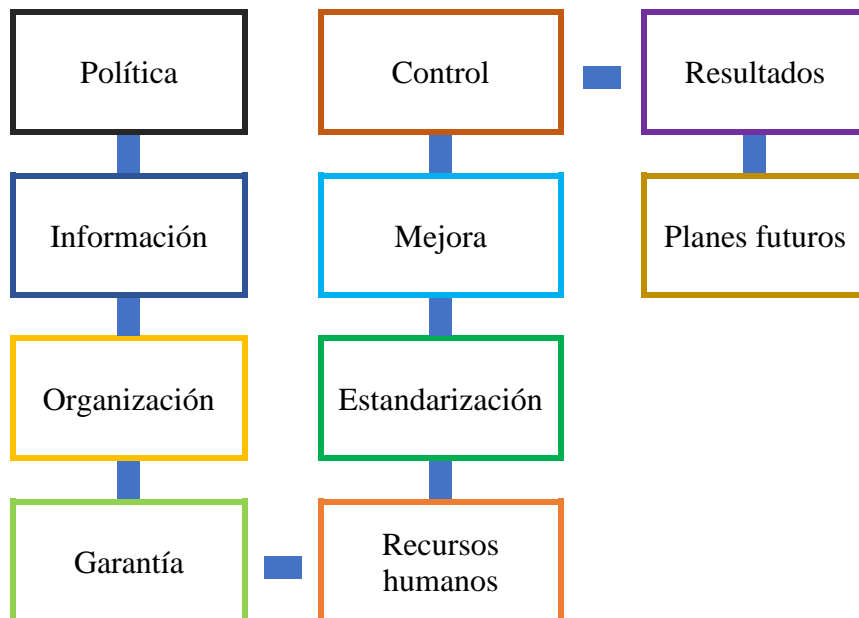 Política
Información
Organización
Garantía
Recursos
humanos
Estandarización
Mejora
Control
Resultados
Planes futuros